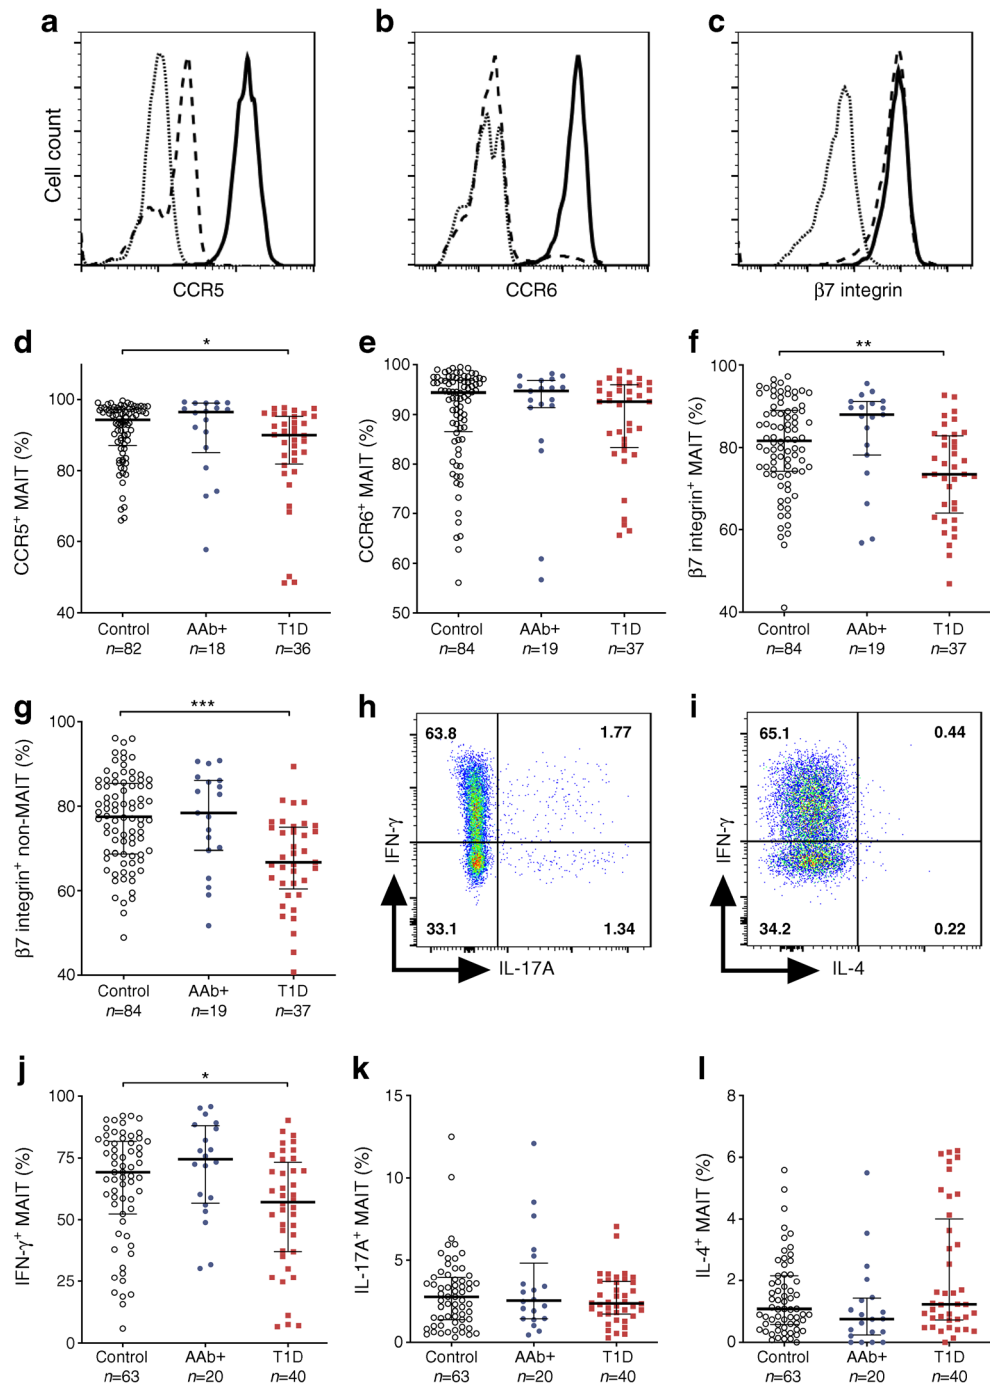 a
b
c
Cell count
CCR5
CCR6
β7 integrin
d
e
f
*
**
CCR5⁺ MAIT (%)
100
80
60
40
Control
AAb+
T1D
n=82
n=18
n=36
CCR6⁺ MAIT (%)
100
90
80
70
60
50
Control
AAb+
T1D
n=84
n=19
n=37
β7 integrin⁺ MAIT (%)
100
80
60
40
Control
AAb+
T1D
n=84
n=19
n=37
g
h
i
***
β7 integrin⁺ non-MAIT (%)
100
80
60
40
Control
AAb+
T1D
n=84
n=19
n=37
63.8
1.77
IFN-γ
33.1
1.34
IL-17A
65.1
0.44
IFN-γ
34.2
0.22
IL-4
j
k
l
*
IFN-γ⁺ MAIT (%)
100
75
50
25
0
Control
AAb+
T1D
n=63
n=20
n=40
IL-17A⁺ MAIT (%)
15
10
5
0
Control
AAb+
T1D
n=63
n=20
n=40
IL-4⁺ MAIT (%)
8
6
4
2
0
Control
AAb+
T1D
n=63
n=20
n=40